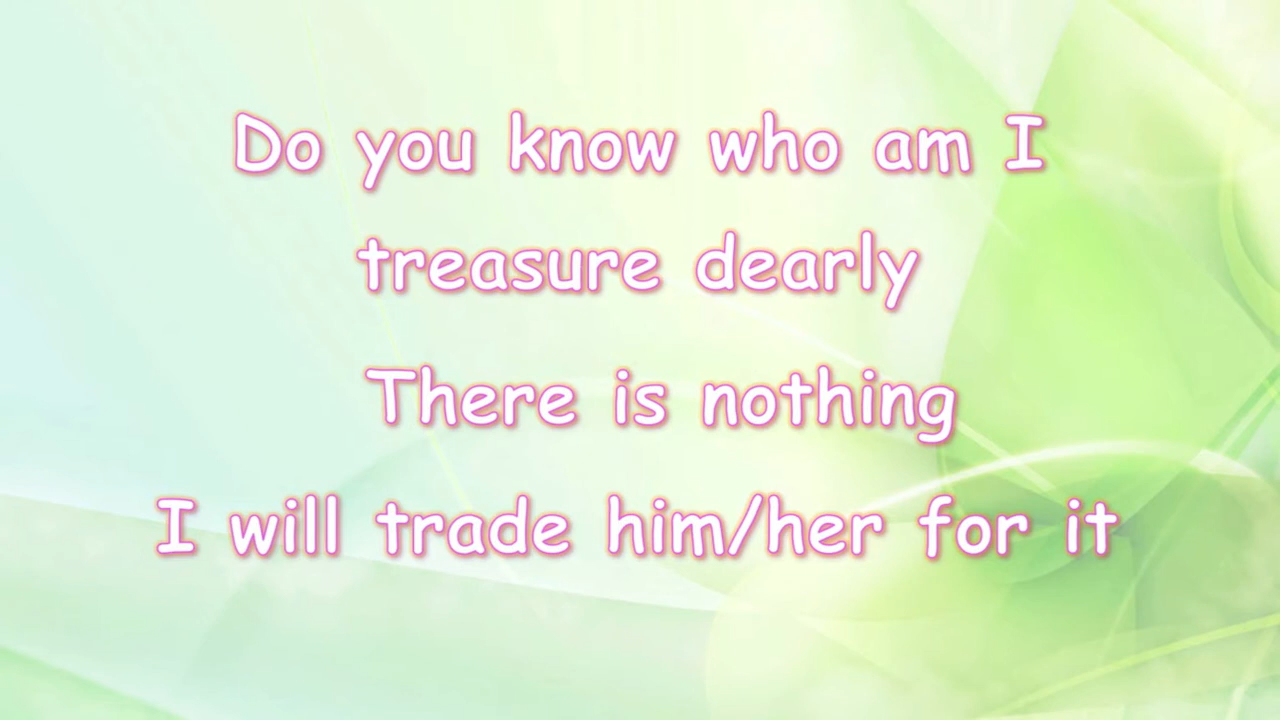 Do you know who am I
treasure dearly
There is nothing
I will trade him/her for it